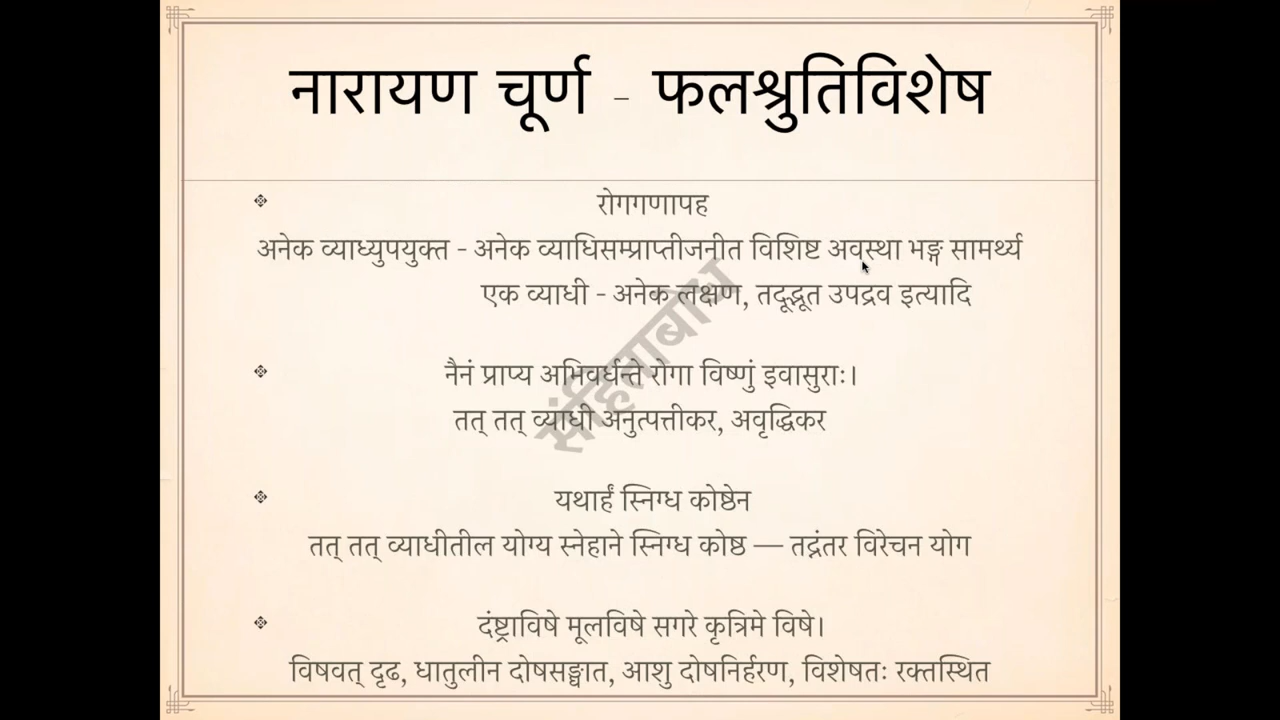 नारायण चूर्ण - फलश्रुतिविशेष
रोगगणापह
अनेक व्याध्युपयुक्त - अनेक व्याधिसम्प्राप्तीजनीत विशिष्ट अवस्था भङ्ग सामर्थ्य
एक व्याधी - अनेक लक्षण, तदूद्भूत उपद्रव इत्यादि
नैनं प्राप्य अभिवर्धन्ते रोगा विष्णुं इवासुराः।
तत् तत् व्याधी अनुत्पत्तीकर, अवृद्धिकर
यथार्हं स्निग्ध कोष्ठेन
तत् तत् व्याधीतील योग्य स्नेहाने स्निग्ध कोष्ठ — तद्नंतर विरेचन योग
दंष्ट्राविषे मूलविषे सगरे कृत्रिमे विषे।
विषवत् दृढ, धातुलीन दोषसङ्घात, आशु दोषनिर्हरण, विशेषतः रक्तस्थित
संहिताबोध